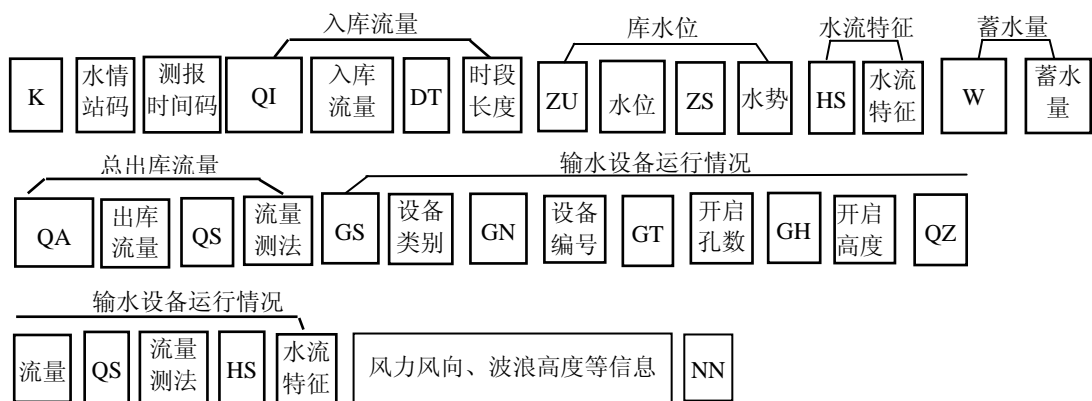 入库流量 库水位 水流特征 蓄水量
K 水情站码 测报时间码 QI 入库流量 DT 时段长度 ZU 水位 ZS 水势 HS 水流特征 W 蓄水量
总出库流量 输水设备运行情况
QA 出库流量 QS 流量测法 GS 设备类别 GN 设备编号 GT 开启孔数 GH 开启高度 QZ
输水设备运行情况
流量 QS 流量测法 HS 水流特征 风力风向、波浪高度等信息 NN